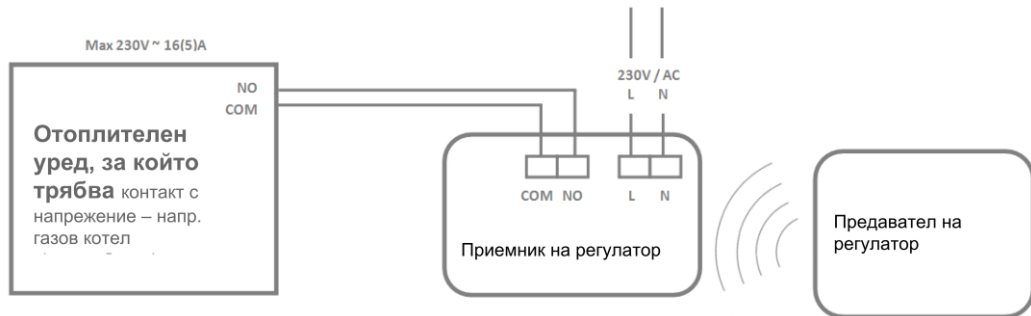 Max 230V ~ 16(5)A
NO
COM
Отоплителен
уред, за който
трябва контакт с
напрежение – напр.
газов котел
230V / AC
L N
COM NO L N
Приемник на регулатор
Предавател на
регулатор